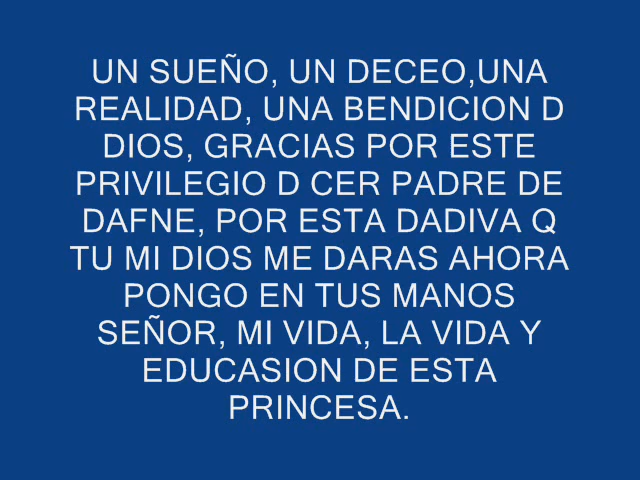 UN SUEÑO, UN DECEO,UNA
REALIDAD, UNA BENDICION D
DIOS, GRACIAS POR ESTE
PRIVILEGIO D CER PADRE DE
DAFNE, POR ESTA DADIVA Q
TU MI DIOS ME DARAS AHORA
PONGO EN TUS MANOS
SEÑOR, MI VIDA, LA VIDA Y
EDUCASION DE ESTA
PRINCESA.